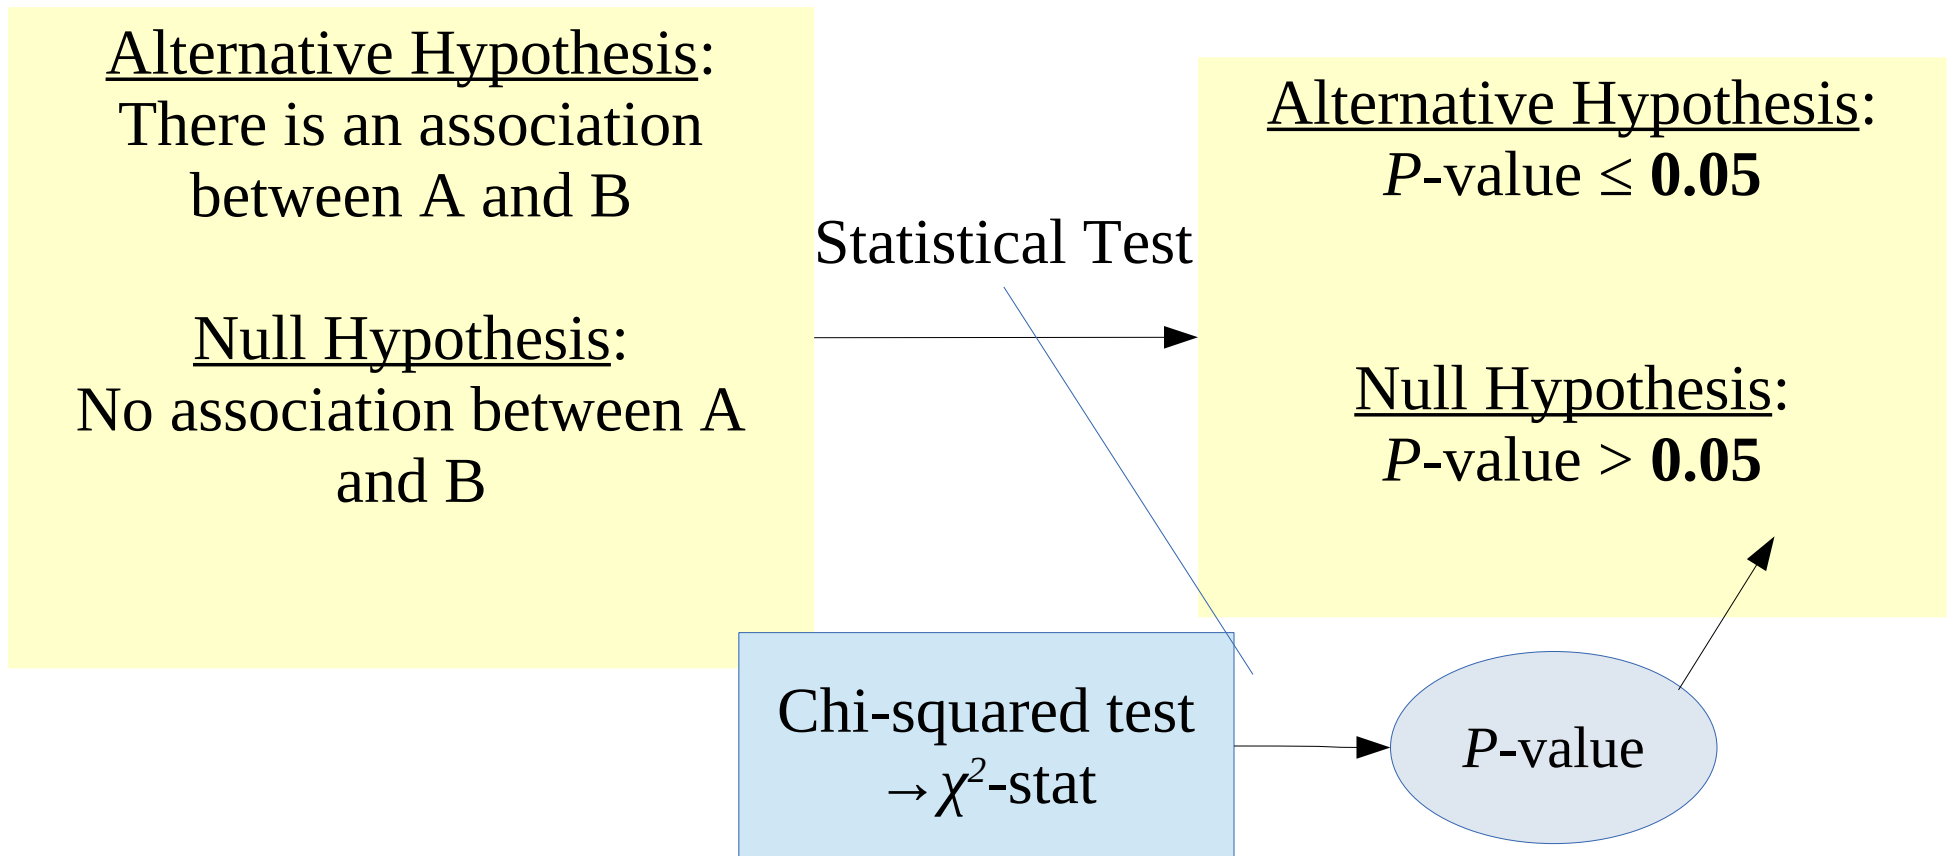 Alternative Hypothesis:
There is an association
between A and B
Null Hypothesis:
No association between A
and B
Statistical Test
Alternative Hypothesis:
P-value ≤ 0.05
Null Hypothesis:
P-value > 0.05
Chi-squared test
→χ²-stat
P-value